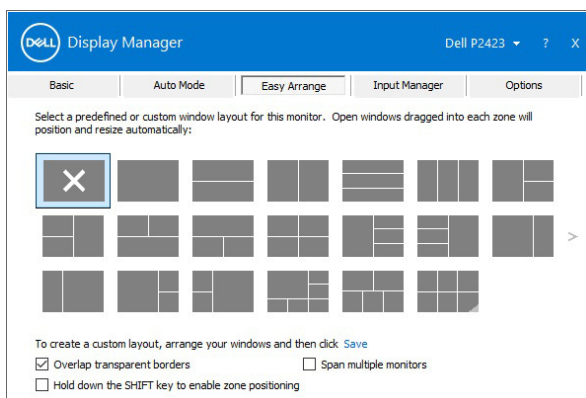 DELL Display Manager Dell P2423 ? X
Basic Auto Mode Easy Arrange Input Manager Options
Select a predefined or custom window layout for this monitor. Open windows dragged into each zone will
position and resize automatically:
>
To create a custom layout, arrange your windows and then click Save
Overlap transparent borders Span multiple monitors
Hold down the SHIFT key to enable zone positioning